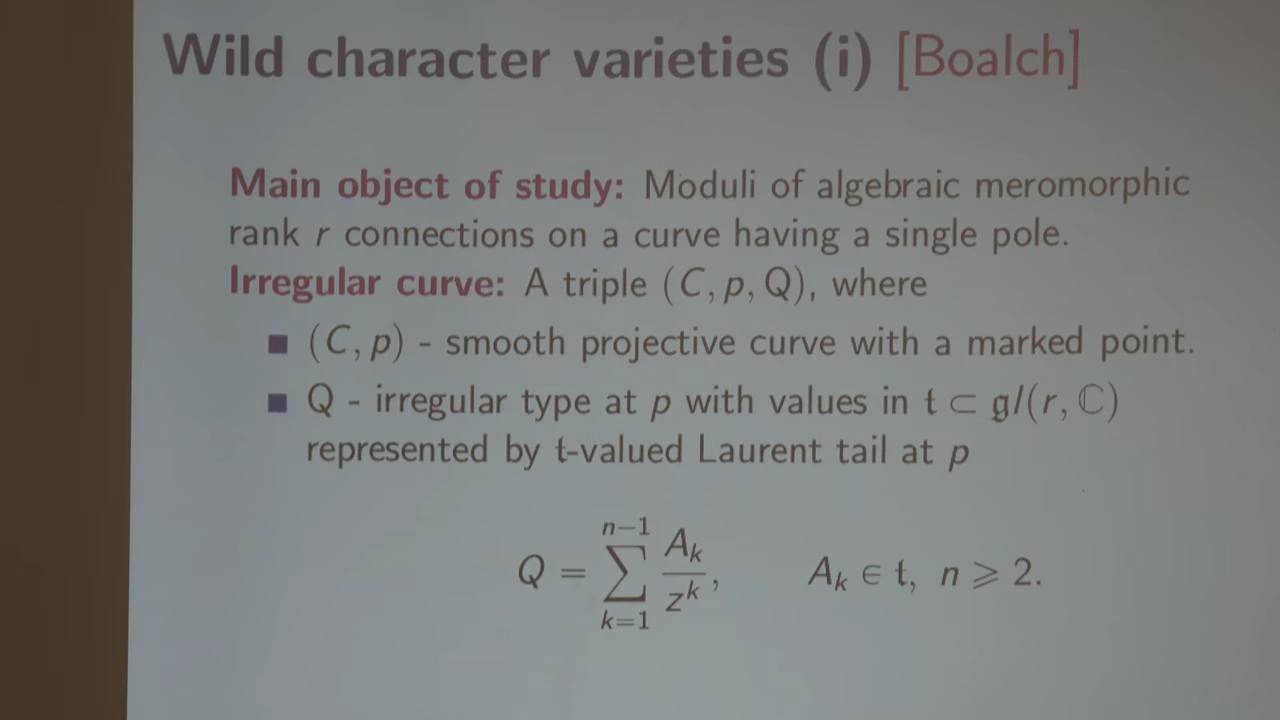 Wild character varieties (i) [Boalch]
Main object of study: Moduli of algebraic meromorphic
rank r connections on a curve having a single pole.
Irregular curve: A triple (C, p, Q), where
■ (C, p) - smooth projective curve with a marked point.
■ Q - irregular type at p with values in 𝔱 ⊂ 𝔤l(r, ℂ)
represented by 𝔱-valued Laurent tail at p
Q = ∑_{k=1}^{n−1} A_k / z^k, A_k ∈ 𝔱, n ⩾ 2.